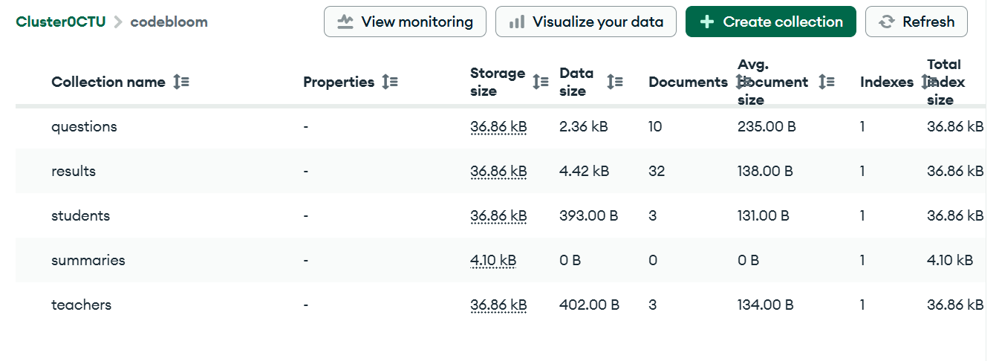 Cluster0CTU > codebloom View monitoring Visualize your data + Create collection Refresh
Collection name Properties Storage size Data size Documents Avg. document size Indexes Total index size
questions - 36.86 kB 2.36 kB 10 235.00 B 1 36.86 kB
results - 36.86 kB 4.42 kB 32 138.00 B 1 36.86 kB
students - 36.86 kB 393.00 B 3 131.00 B 1 36.86 kB
summaries - 4.10 kB 0 B 0 0 B 1 4.10 kB
teachers - 36.86 kB 402.00 B 3 134.00 B 1 36.86 kB